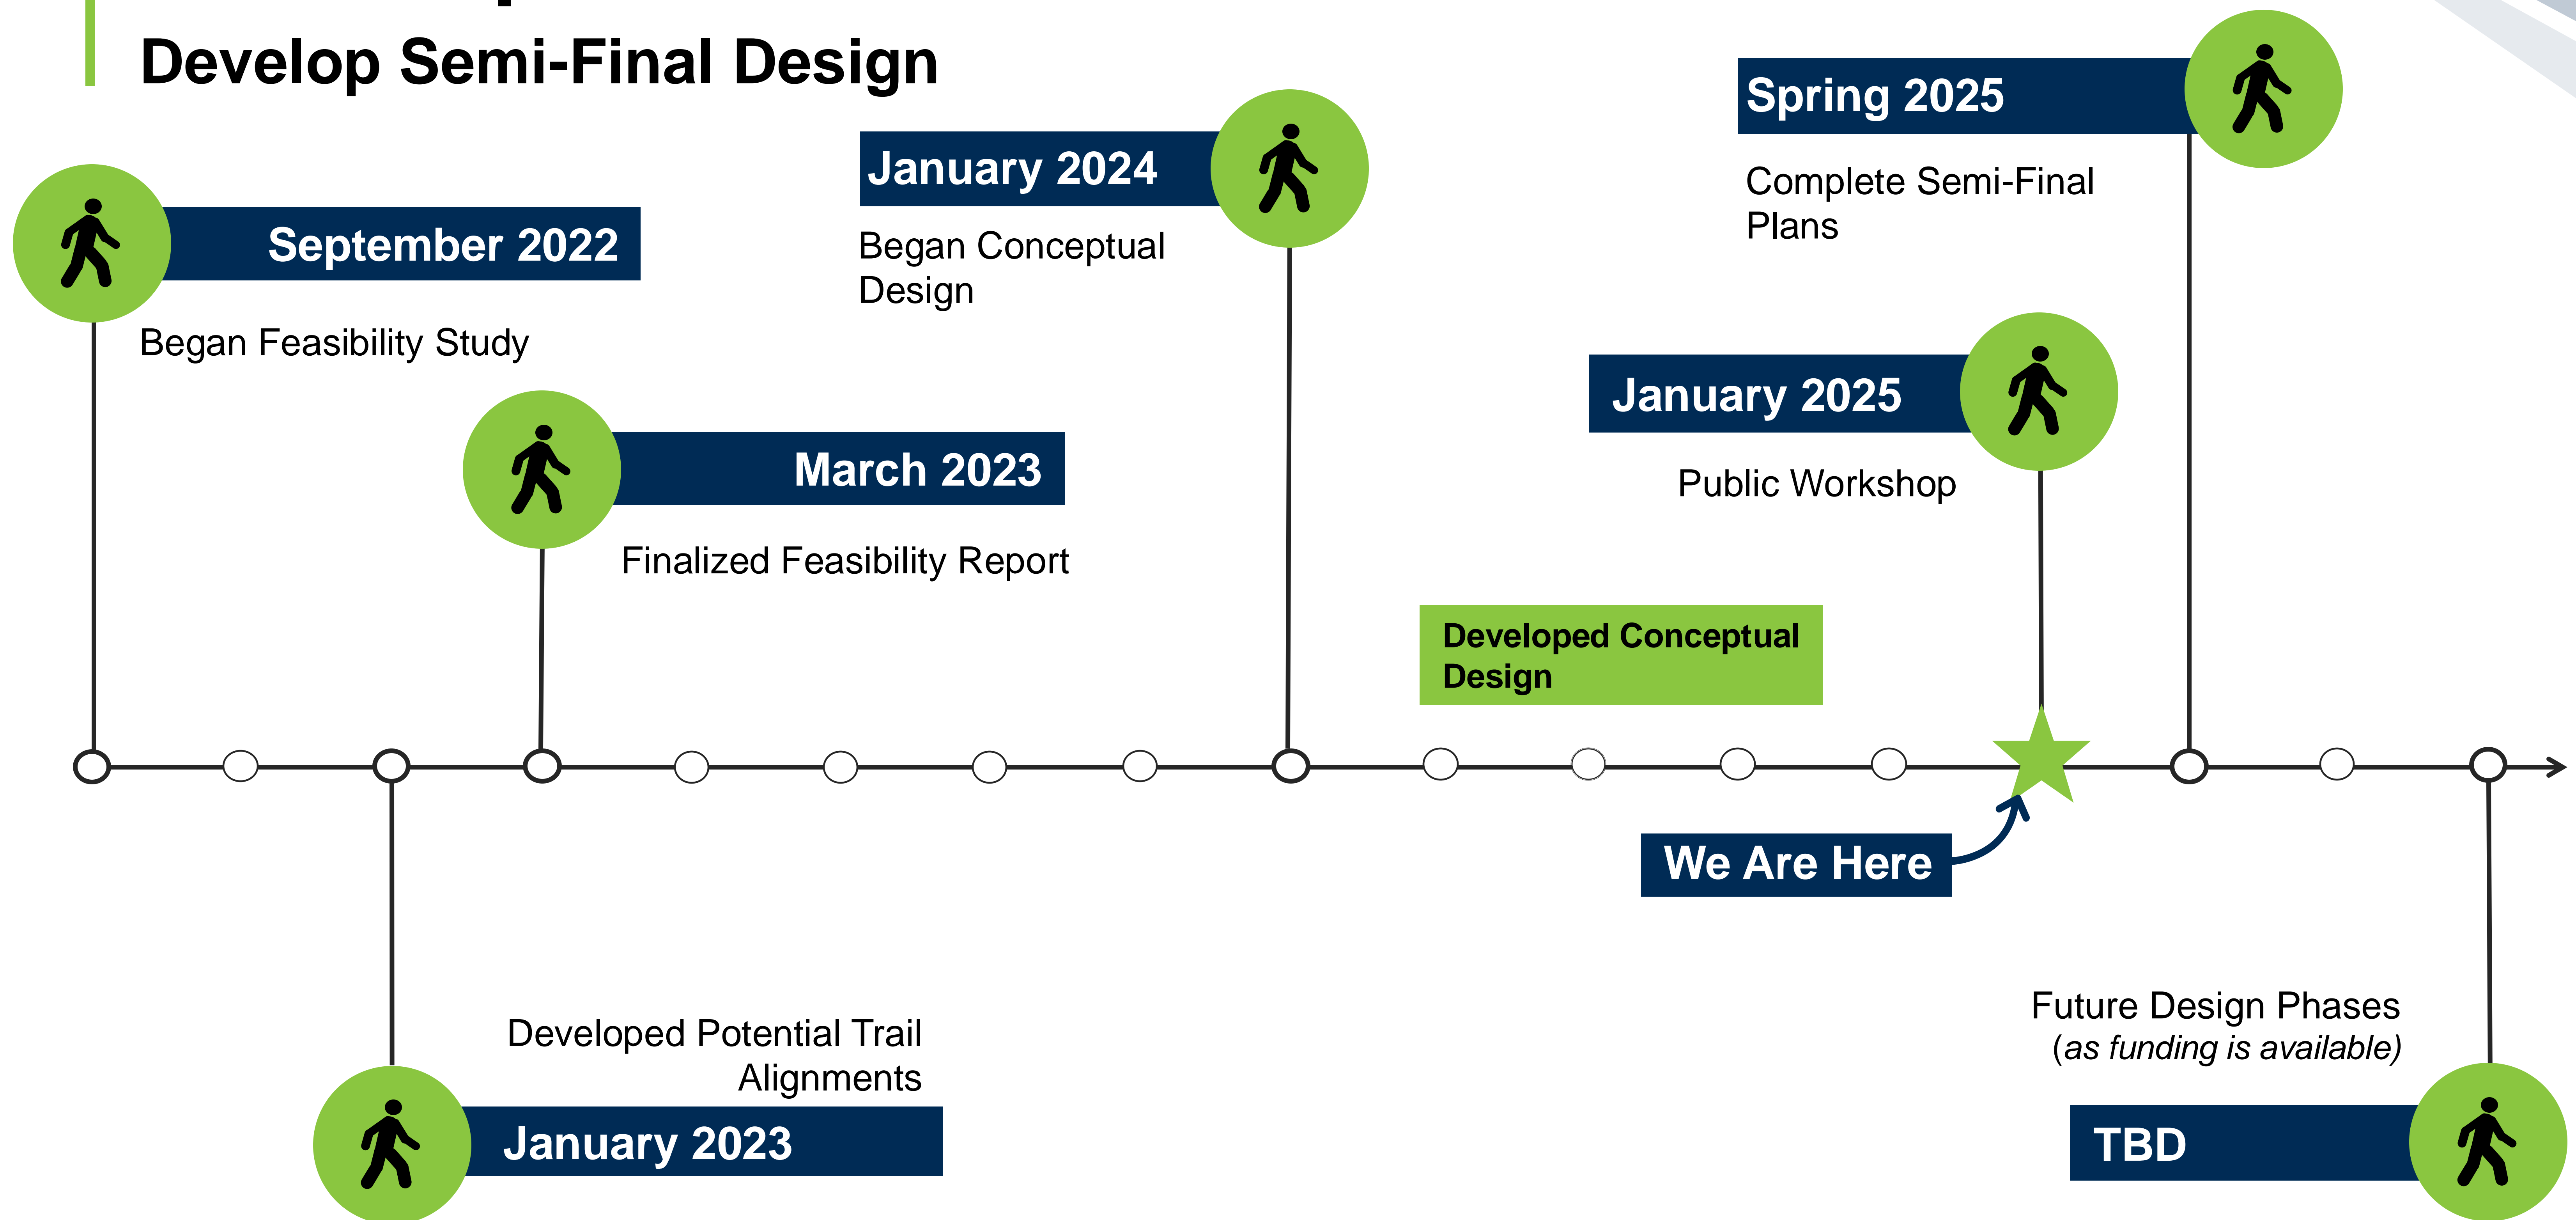 Develop Semi-Final Design
September 2022
Began Feasibility Study
January 2023
Developed Potential Trail
Alignments
March 2023
Finalized Feasibility Report
January 2024
Began Conceptual
Design
Developed Conceptual
Design
January 2025
Public Workshop
We Are Here
Spring 2025
Complete Semi-Final
Plans
Future Design Phases
(as funding is available)
TBD